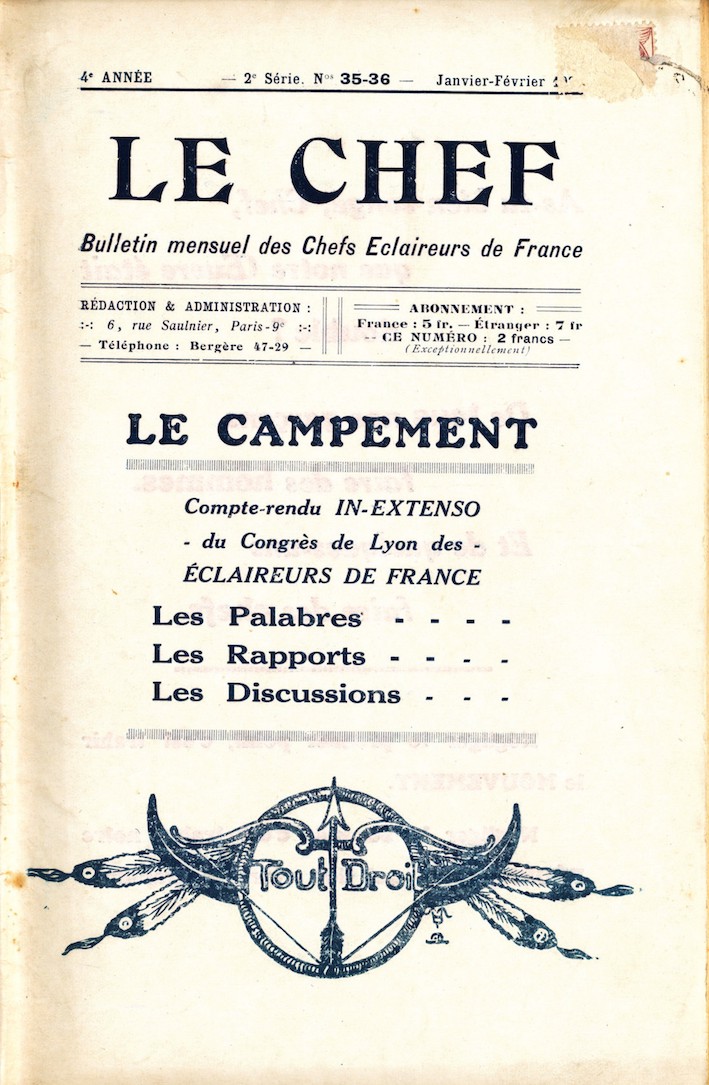 4e ANNÉE — 2e Série. Nos 35-36 — Janvier-Février
LE CHEF
Bulletin mensuel des Chefs Eclaireurs de France
RÉDACTION & ADMINISTRATION :
:-: 6, rue Saulnier, Paris-9e :-:
— Téléphone : Bergère 47-29 —
ABONNEMENT :
France : 5 fr. — Étranger : 7 fr
-- CE NUMÉRO : 2 francs —
(Exceptionnellement)
LE CAMPEMENT
Compte-rendu IN-EXTENSO
- du Congrès de Lyon des -
ÉCLAIREURS DE FRANCE
Les Palabres - - - -
Les Rapports - - - -
Les Discussions - - -
Tout Droit